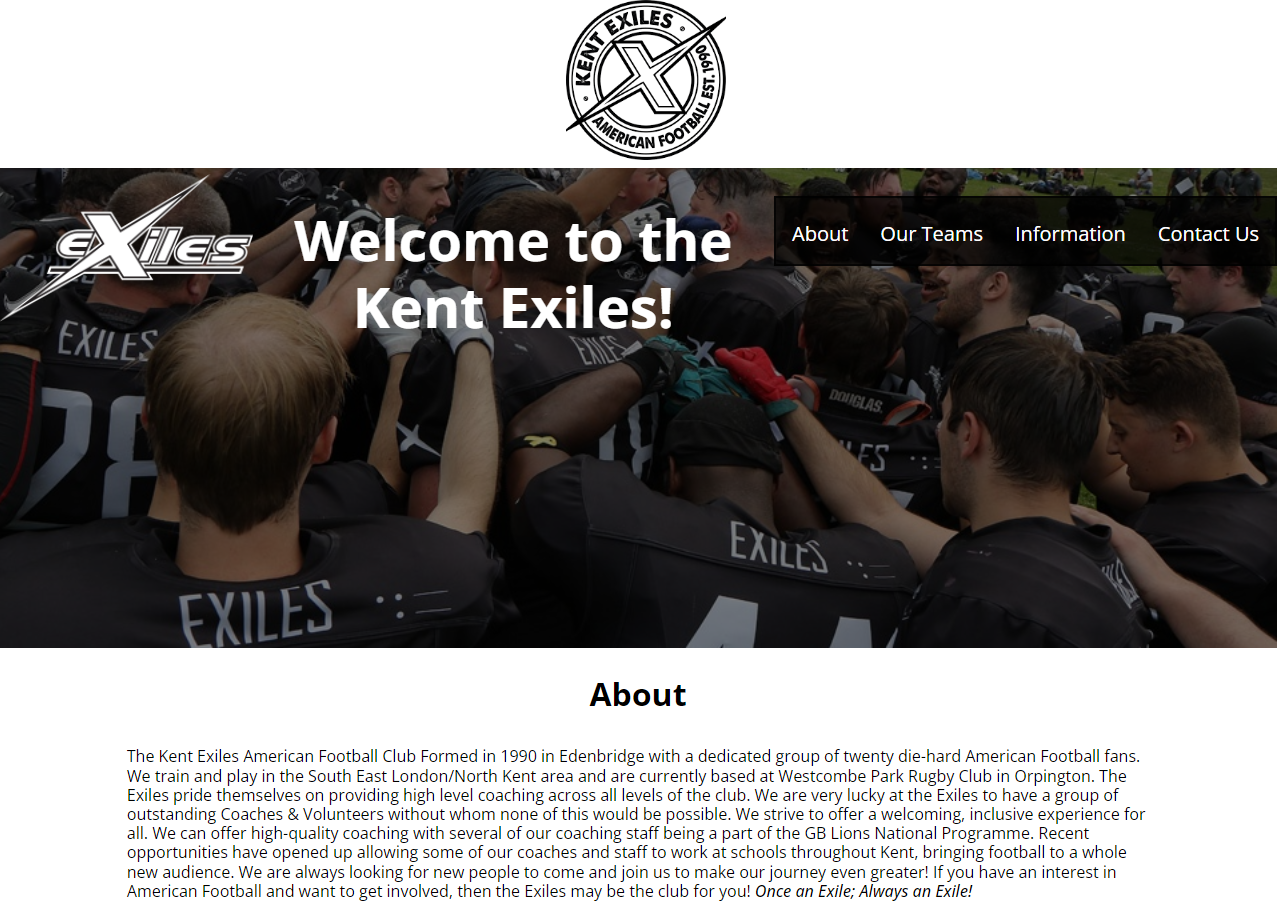 KENT EXILES
EST.1990
AMERICAN FOOTBALL
eXiles
Welcome to the
Kent Exiles!
About
Our Teams
Information
Contact Us
EXILES
28
EXILES
DOUGLAS.
EXILES
EXILES
About
The Kent Exiles American Football Club Formed in 1990 in Edenbridge with a dedicated group of twenty die-hard American Football fans.
We train and play in the South East London/North Kent area and are currently based at Westcombe Park Rugby Club in Orpington. The
Exiles pride themselves on providing high level coaching across all levels of the club. We are very lucky at the Exiles to have a group of
outstanding Coaches & Volunteers without whom none of this would be possible. We strive to offer a welcoming, inclusive experience for
all. We can offer high-quality coaching with several of our coaching staff being a part of the GB Lions National Programme. Recent
opportunities have opened up allowing some of our coaches and staff to work at schools throughout Kent, bringing football to a whole
new audience. We are always looking for new people to come and join us to make our journey even greater! If you have an interest in
American Football and want to get involved, then the Exiles may be the club for you! Once an Exile; Always an Exile!